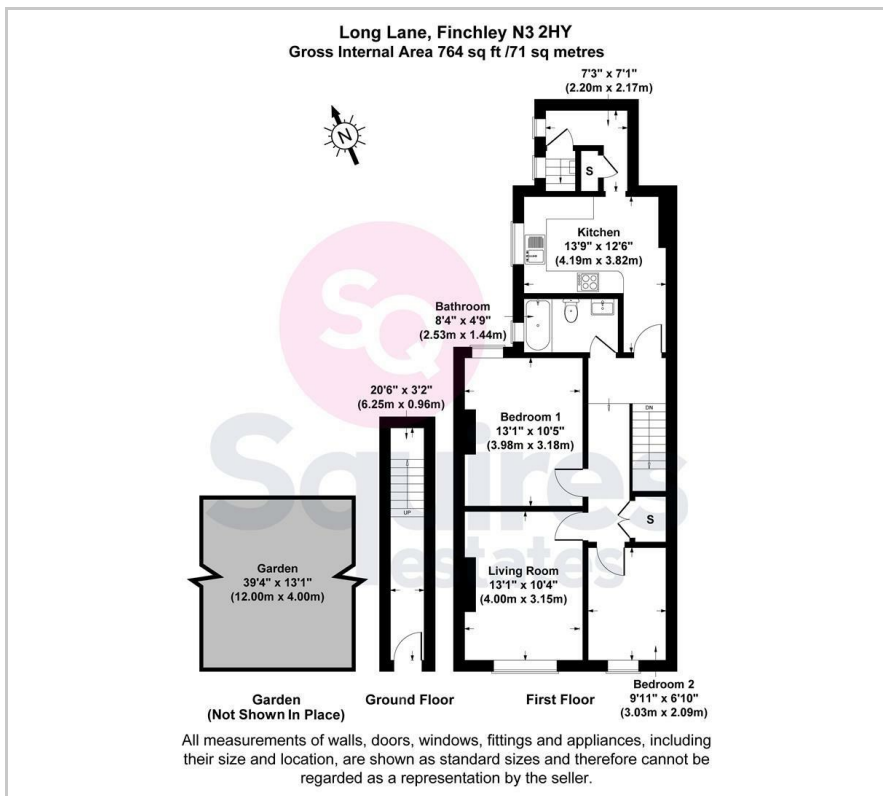 Long Lane, Finchley N3 2HY
Gross Internal Area 764 sq ft /71 sq metres
7'3" x 7'1"
(2.20m x 2.17m)
N
S
Kitchen
13'9" x 12'6"
(4.19m x 3.82m)
SQ
Bathroom
8'4" x 4'9"
(2.53m x 1.44m)
20'6" x 3'2"
(6.25m x 0.96m)
Bedroom 1
13'1" x 10'5"
(3.98m x 3.18m)
DN
Squires
estates
UP
S
Garden
39'4" x 13'1"
(12.00m x 4.00m)
Living Room
13'1" x 10'4"
(4.00m x 3.15m)
Bedroom 2
9'11" x 6'10"
(3.03m x 2.09m)
Garden
(Not Shown In Place)
Ground Floor
First Floor
All measurements of walls, doors, windows, fittings and appliances, including
their size and location, are shown as standard sizes and therefore cannot be
regarded as a representation by the seller.